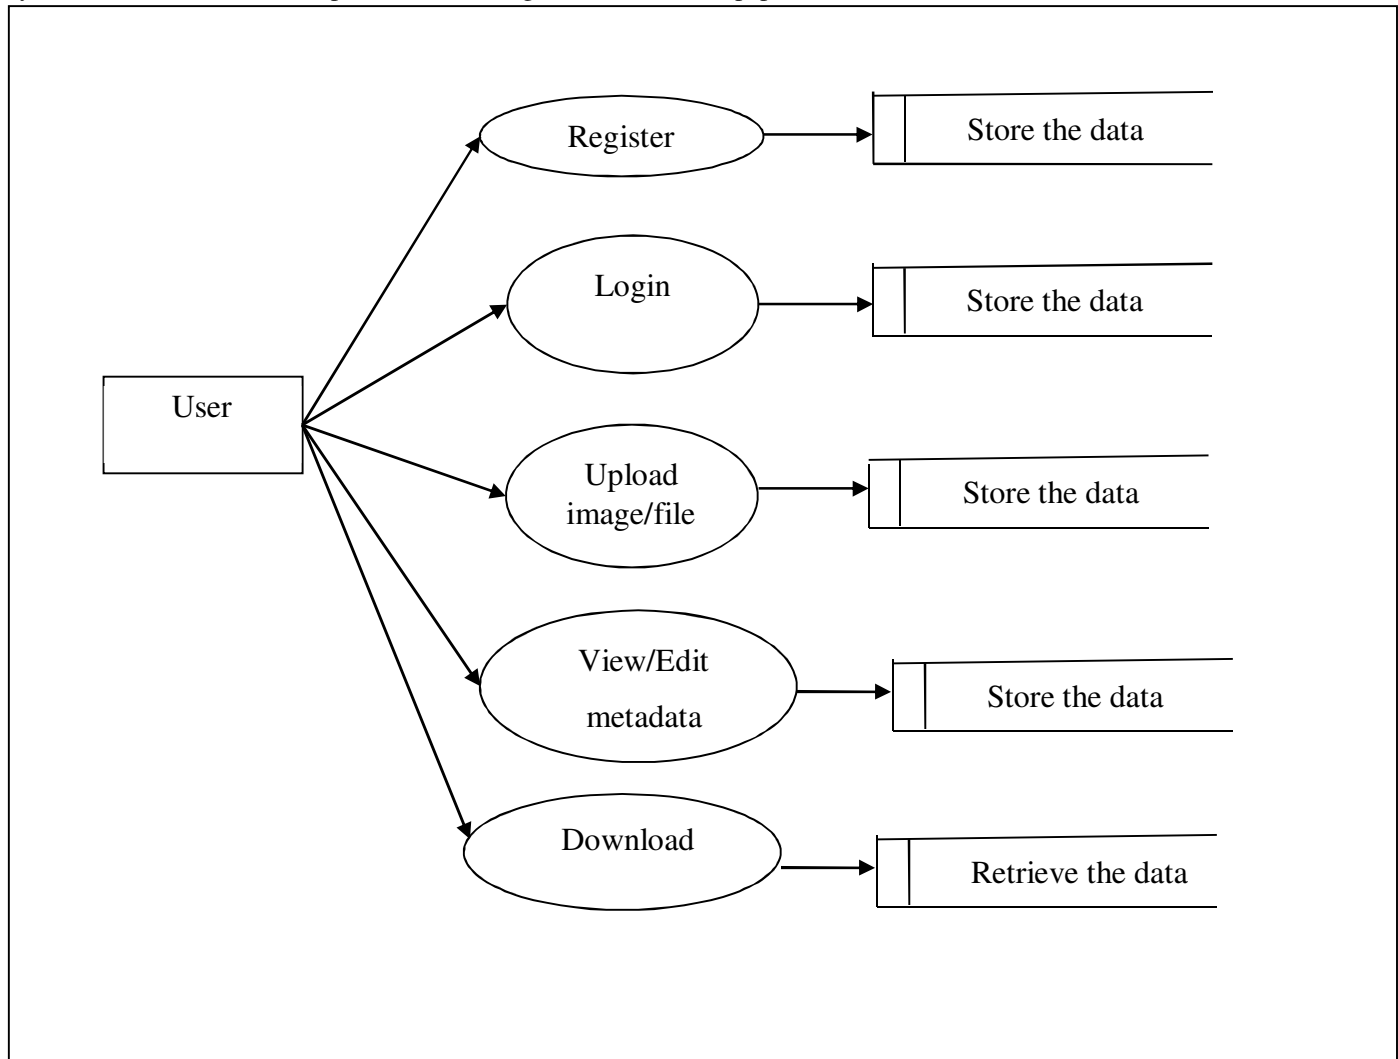 Register
Store the data
Login
Store the data
User
Upload
image/file
Store the data
View/Edit
metadata
Store the data
Download
Retrieve the data